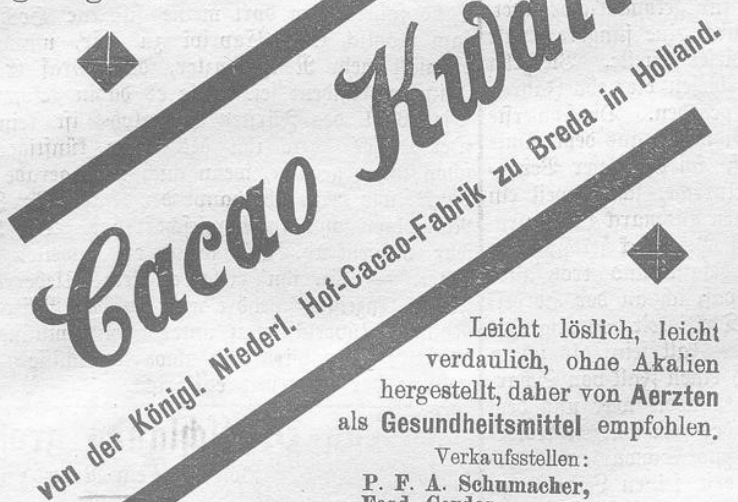 Cacao Kwatt
von der Königl. Niederl. Hof-Cacao-Fabrik zu Breda in Holland.
Leicht löslich, leicht
verdaulich, ohne Akalien
hergestellt, daher von Aerzten
als Gesundheitsmittel empfohlen.
Verkaufsstellen:
P. F. A. Schumacher,